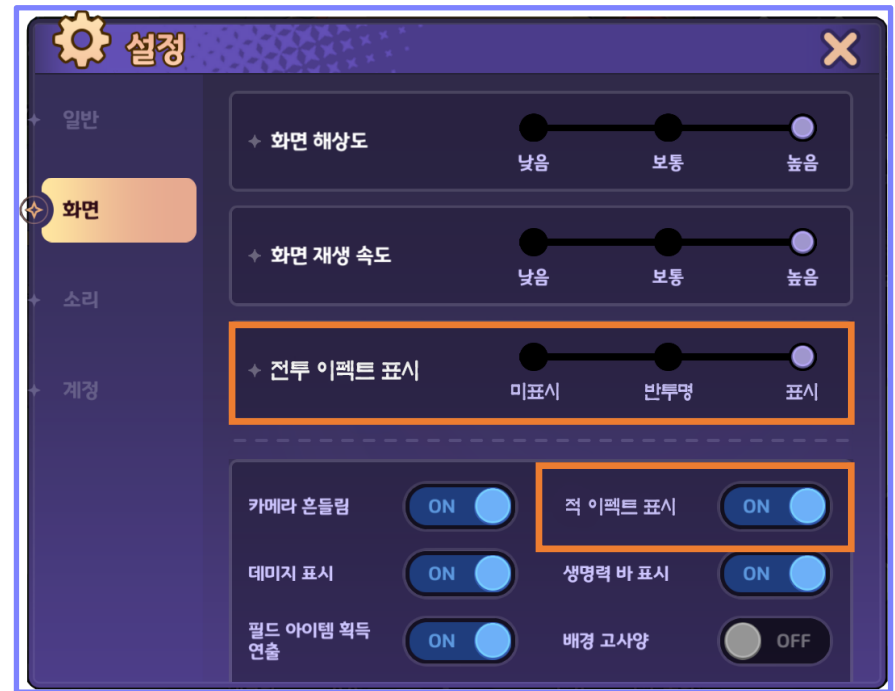 설정
일반
화면
소리
계정
화면 해상도
낮음 보통 높음
화면 재생 속도
낮음 보통 높음
전투 이펙트 표시
미표시 반투명 표시
카메라 흔들림 ON 적 이펙트 표시 ON
데미지 표시 ON 생명력 바 표시 ON
필드 아이템 획득
연출 ON 배경 고사양 OFF